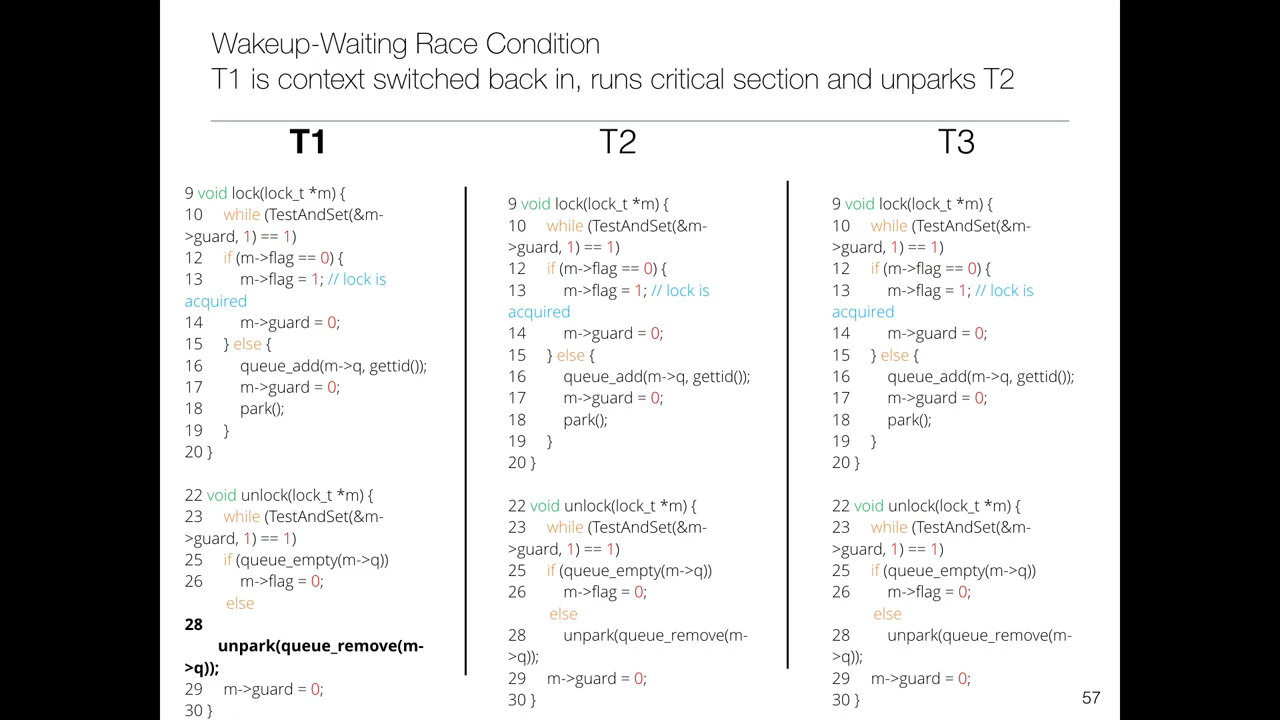 Wakeup-Waiting Race Condition
T1 is context switched back in, runs critical section and unparks T2
T1
9 void lock(lock_t *m) {
10 while (TestAndSet(&m-
>guard, 1) == 1)
12 if (m->flag == 0) {
13 m->flag = 1; // lock is
acquired
14 m->guard = 0;
15 } else {
16 queue_add(m->q, gettid());
17 m->guard = 0;
18 park();
19 }
20 }
22 void unlock(lock_t *m) {
23 while (TestAndSet(&m-
>guard, 1) == 1)
25 if (queue_empty(m->q))
26 m->flag = 0;
else
28
unpark(queue_remove(m-
>q));
29 m->guard = 0;
30 }
T2
9 void lock(lock_t *m) {
10 while (TestAndSet(&m-
>guard, 1) == 1)
12 if (m->flag == 0) {
13 m->flag = 1; // lock is
acquired
14 m->guard = 0;
15 } else {
16 queue_add(m->q, gettid());
17 m->guard = 0;
18 park();
19 }
20 }
22 void unlock(lock_t *m) {
23 while (TestAndSet(&m-
>guard, 1) == 1)
25 if (queue_empty(m->q))
26 m->flag = 0;
else
28 unpark(queue_remove(m-
>q));
29 m->guard = 0;
30 }
T3
9 void lock(lock_t *m) {
10 while (TestAndSet(&m-
>guard, 1) == 1)
12 if (m->flag == 0) {
13 m->flag = 1; // lock is
acquired
14 m->guard = 0;
15 } else {
16 queue_add(m->q, gettid());
17 m->guard = 0;
18 park();
19 }
20 }
22 void unlock(lock_t *m) {
23 while (TestAndSet(&m-
>guard, 1) == 1)
25 if (queue_empty(m->q))
26 m->flag = 0;
else
28 unpark(queue_remove(m-
>q));
29 m->guard = 0;
30 }
57